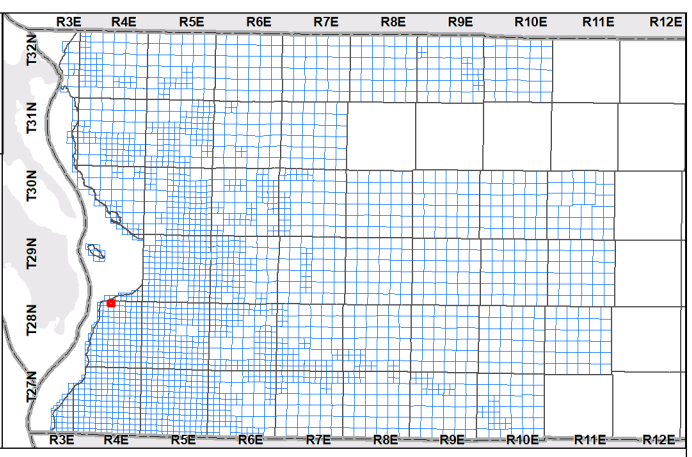 R3E R4E R5E R6E R7E R8E R9E R10E R11E R12E
T32N
T31N
T30N
T29N
T28N
T27N
R3E R4E R5E R6E R7E R8E R9E R10E R11E R12E